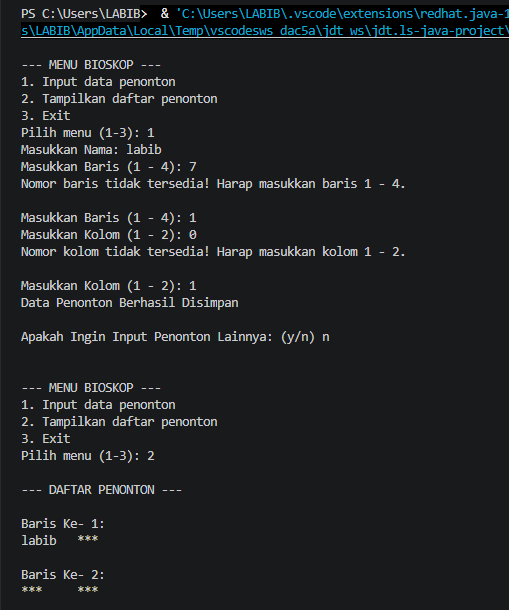 PS C:\Users\LABIB>  & 'C:\Users\LABIB\.vscode\extensions\redhat.java-1
s\LABIB\AppData\Local\Temp\vscodesws_dac5a\jdt_ws\jdt.ls-java-project\
--- MENU BIOSKOP ---
1. Input data penonton
2. Tampilkan daftar penonton
3. Exit
Pilih menu (1-3): 1
Masukkan Nama: labib
Masukkan Baris (1 - 4): 7
Nomor baris tidak tersedia! Harap masukkan baris 1 - 4.
Masukkan Baris (1 - 4): 1
Masukkan Kolom (1 - 2): 0
Nomor kolom tidak tersedia! Harap masukkan kolom 1 - 2.
Masukkan Kolom (1 - 2): 1
Data Penonton Berhasil Disimpan
Apakah Ingin Input Penonton Lainnya: (y/n) n
--- MENU BIOSKOP ---
1. Input data penonton
2. Tampilkan daftar penonton
3. Exit
Pilih menu (1-3): 2
--- DAFTAR PENONTON ---
Baris Ke- 1:
labib   ***
Baris Ke- 2:
***     ***